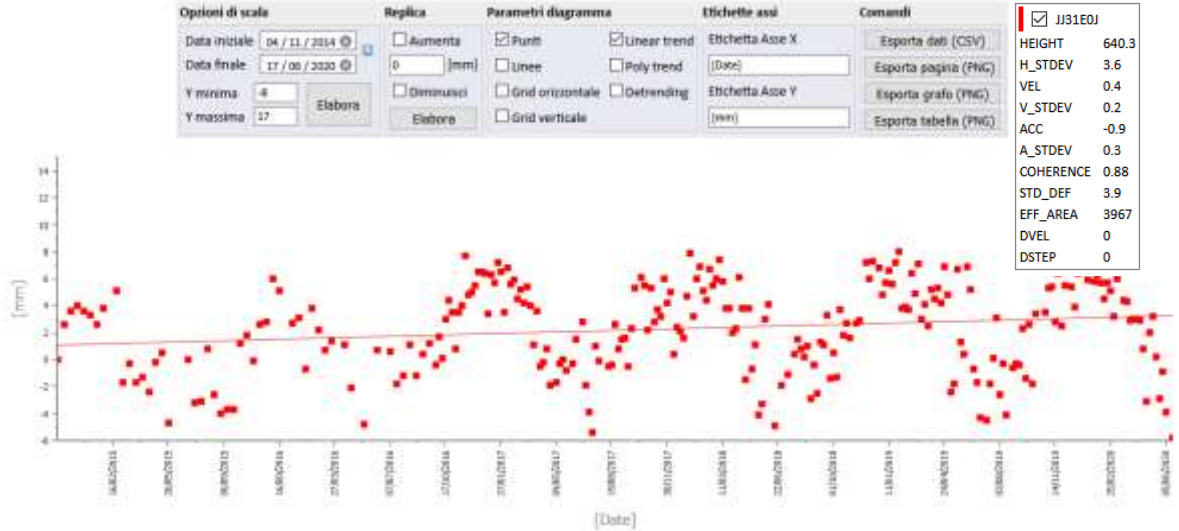 Opzioni di scala
Data iniziale 04 / 11 / 2014
Data finale 17 / 06 / 2020
Y minima -6
Y massima 17
Elabora
Replica
Aumenta
0 [mm]
Diminuisci
Elabora
Parametri diagramma
Punti
Linear trend
Linee
Poly trend
Grid orizzontale
Detrending
Grid verticale
Etichette assi
Etichetta Asse X
[Date]
Etichetta Asse Y
[mm]
Comandi
Esporta dati (CSV)
Esporta pagina (PNG)
Esporta grafo (PNG)
Esporta tabella (PNG)
JJ31E0J
HEIGHT 640.3
H_STDEV 3.6
VEL 0.4
V_STDEV 0.2
ACC -0.9
A_STDEV 0.3
COHERENCE 0.88
STD_DEF 3.9
EFF_AREA 3967
DVEL 0
DSTEP 0
14
12
10
8
6
4
2
0
-2
-4
-6
[mm]
[Date]